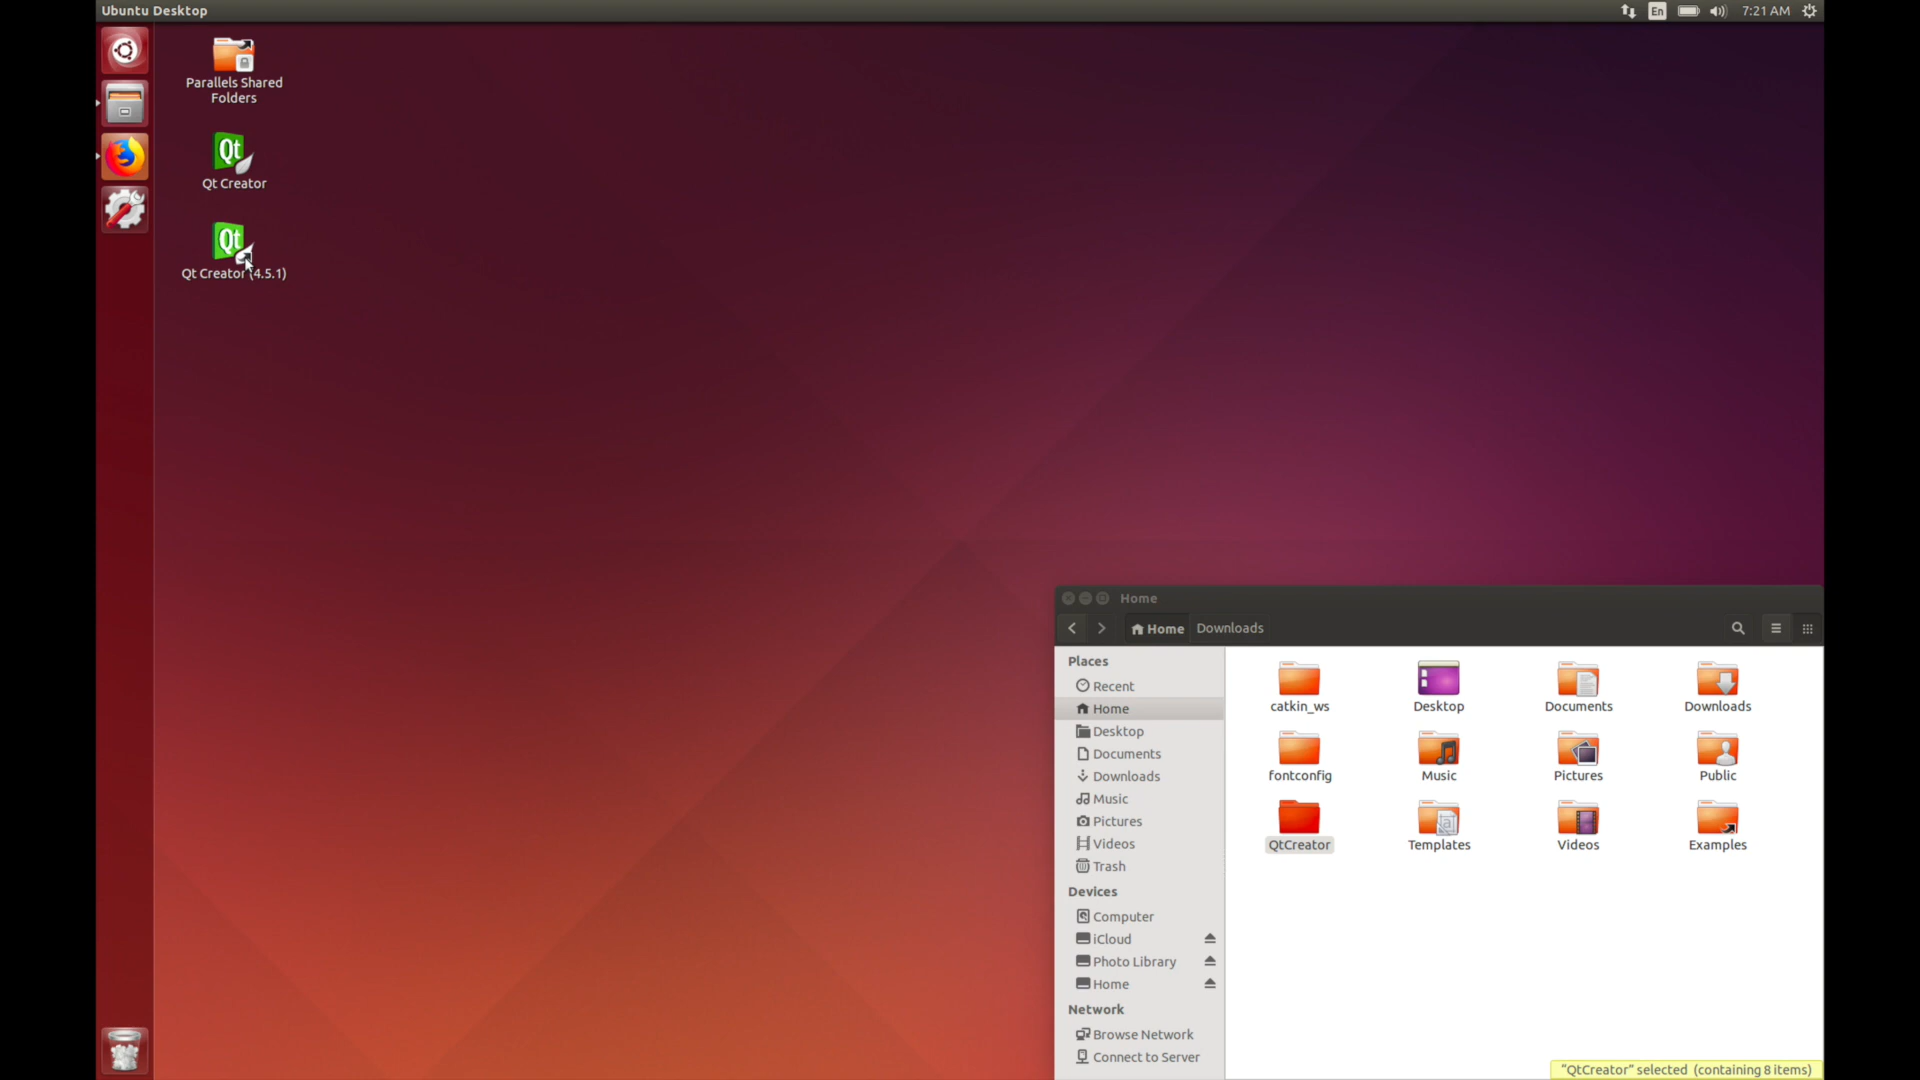 Ubuntu Desktop
En
7:21 AM
Parallels Shared
Folders
Qt
Qt Creator
Qt
Qt Creator (4.5.1)
Home
Home
Downloads
Places
Recent
Home
Desktop
Documents
Downloads
Music
Pictures
Videos
Trash
Devices
Computer
iCloud
Photo Library
Home
Network
Browse Network
Connect to Server
catkin_ws
Desktop
Documents
Downloads
fontconfig
Music
Pictures
Public
QtCreator
Templates
Videos
Examples
"QtCreator" selected (containing 8 items)